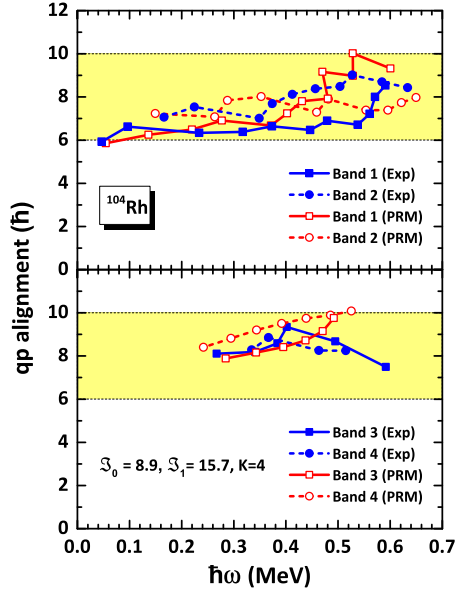 12
10
8
6
4
2
0
¹⁰⁴Rh
Band 1 (Exp)
Band 2 (Exp)
Band 1 (PRM)
Band 2 (PRM)
qp alignment (ħ)
10
8
6
4
2
0
ℑ₀ = 8.9, ℑ₁= 15.7, K=4
Band 3 (Exp)
Band 4 (Exp)
Band 3 (PRM)
Band 4 (PRM)
0.0 0.1 0.2 0.3 0.4 0.5 0.6 0.7
ħω (MeV)